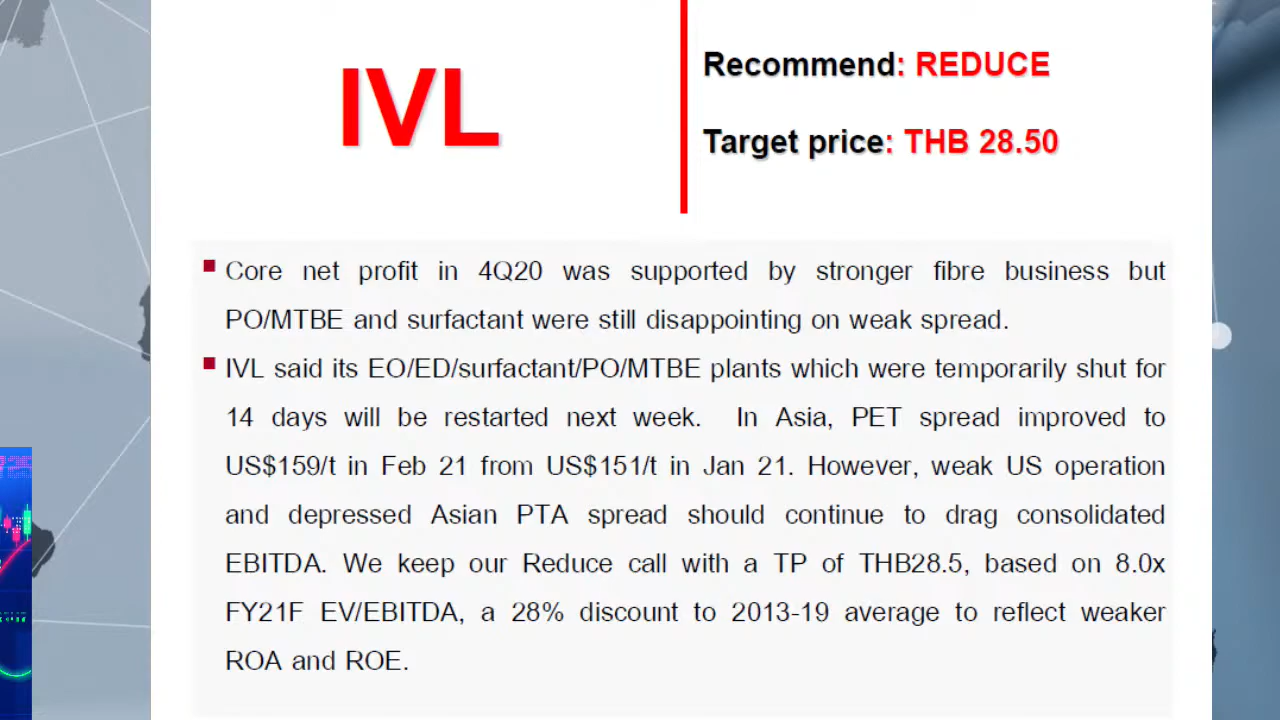 IVL
Recommend: REDUCE
Target price: THB 28.50
Core net profit in 4Q20 was supported by stronger fibre business but
PO/MTBE and surfactant were still disappointing on weak spread.
IVL said its EO/ED/surfactant/PO/MTBE plants which were temporarily shut for
14 days will be restarted next week. In Asia, PET spread improved to
US$159/t in Feb 21 from US$151/t in Jan 21. However, weak US operation
and depressed Asian PTA spread should continue to drag consolidated
EBITDA. We keep our Reduce call with a TP of THB28.5, based on 8.0x
FY21F EV/EBITDA, a 28% discount to 2013-19 average to reflect weaker
ROA and ROE.